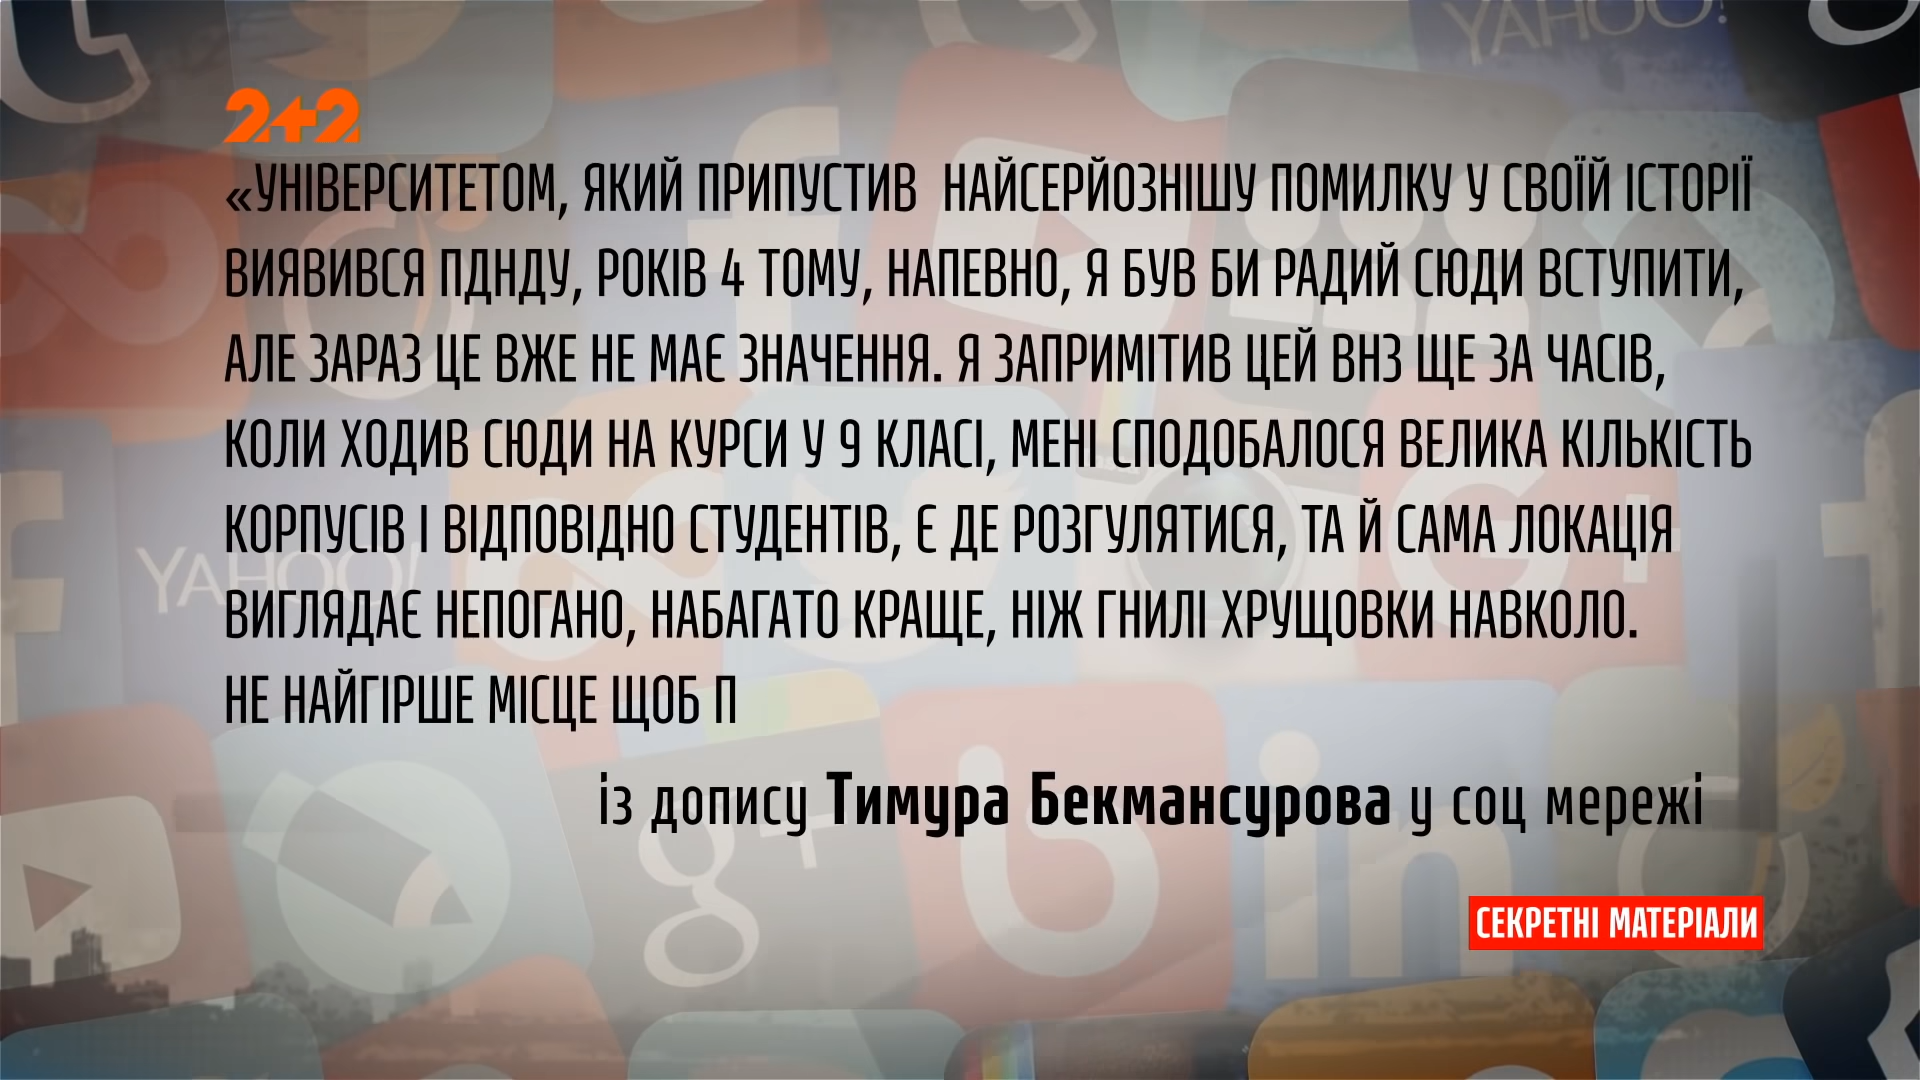 YAHOO!
2+2
«УНІВЕРСИТЕТОМ, ЯКИЙ ПРИПУСТИВ НАЙСЕРЙОЗНІШУ ПОМИЛКУ У СВОЇЙ ІСТОРІЇ
ВИЯВИВСЯ ПДНДУ, РОКІВ 4 ТОМУ, НАПЕВНО, Я БУВ БИ РАДИЙ СЮДИ ВСТУПИТИ,
АЛЕ ЗАРАЗ ЦЕ ВЖЕ НЕ МАЄ ЗНАЧЕННЯ. Я ЗАПРИМІТИВ ЦЕЙ ВНЗ ЩЕ ЗА ЧАСІВ,
КОЛИ ХОДИВ СЮДИ НА КУРСИ У 9 КЛАСІ, МЕНІ СПОДОБАЛОСЯ ВЕЛИКА КІЛЬКІСТЬ
КОРПУСІВ І ВІДПОВІДНО СТУДЕНТІВ, Є ДЕ РОЗГУЛЯТИСЯ, ТА Й САМА ЛОКАЦІЯ
YAHOO!
ВИГЛЯДАЄ НЕПОГАНО, НАБАГАТО КРАЩЕ, НІЖ ГНИЛІ ХРУЩОВКИ НАВКОЛО.
НЕ НАЙГІРШЕ МІСЦЕ ЩОБ П
із допису Тимура Бекмансурова у соц мережі
g+
in
СЕКРЕТНІ МАТЕРІАЛИ